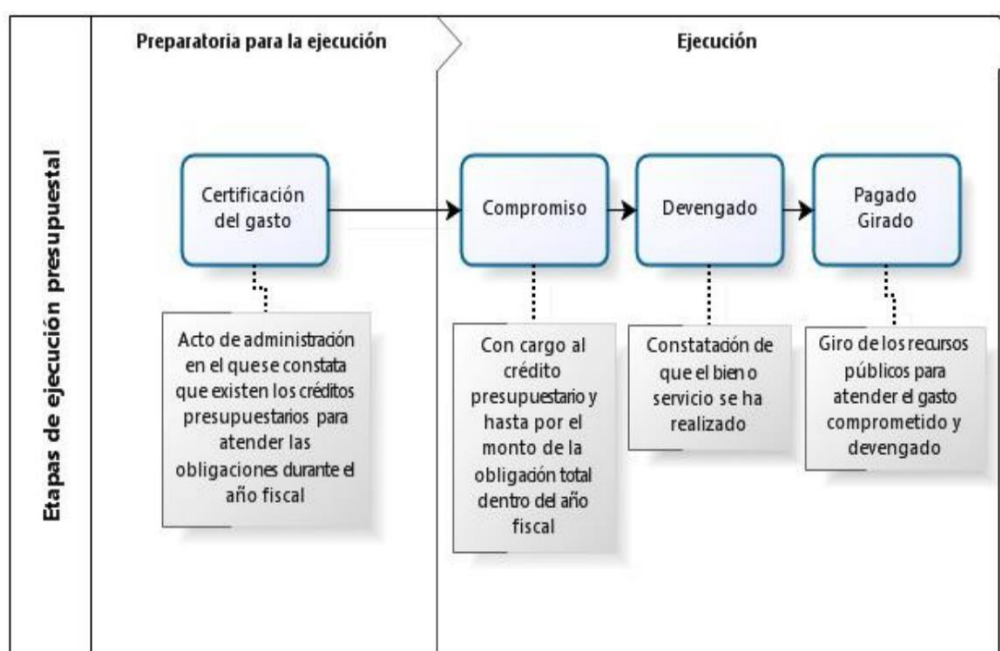 Etapas de ejecución presupuestal
Preparatoria para la ejecución
Ejecución
Certificación
del gasto
Compromiso
Devengado
Pagado
Girado
Acto de administración
en el que se constata
que existen los créditos
presupuestarios para
atender las
obligaciones durante el
año fiscal
Con cargo al
crédito
presupuestario y
hasta por el
monto de la
obligación total
dentro del año
fiscal
Constatación de
que el bien o
servicio se ha
realizado
Giro de los recursos
públicos para
atender el gasto
comprometido y
devengado